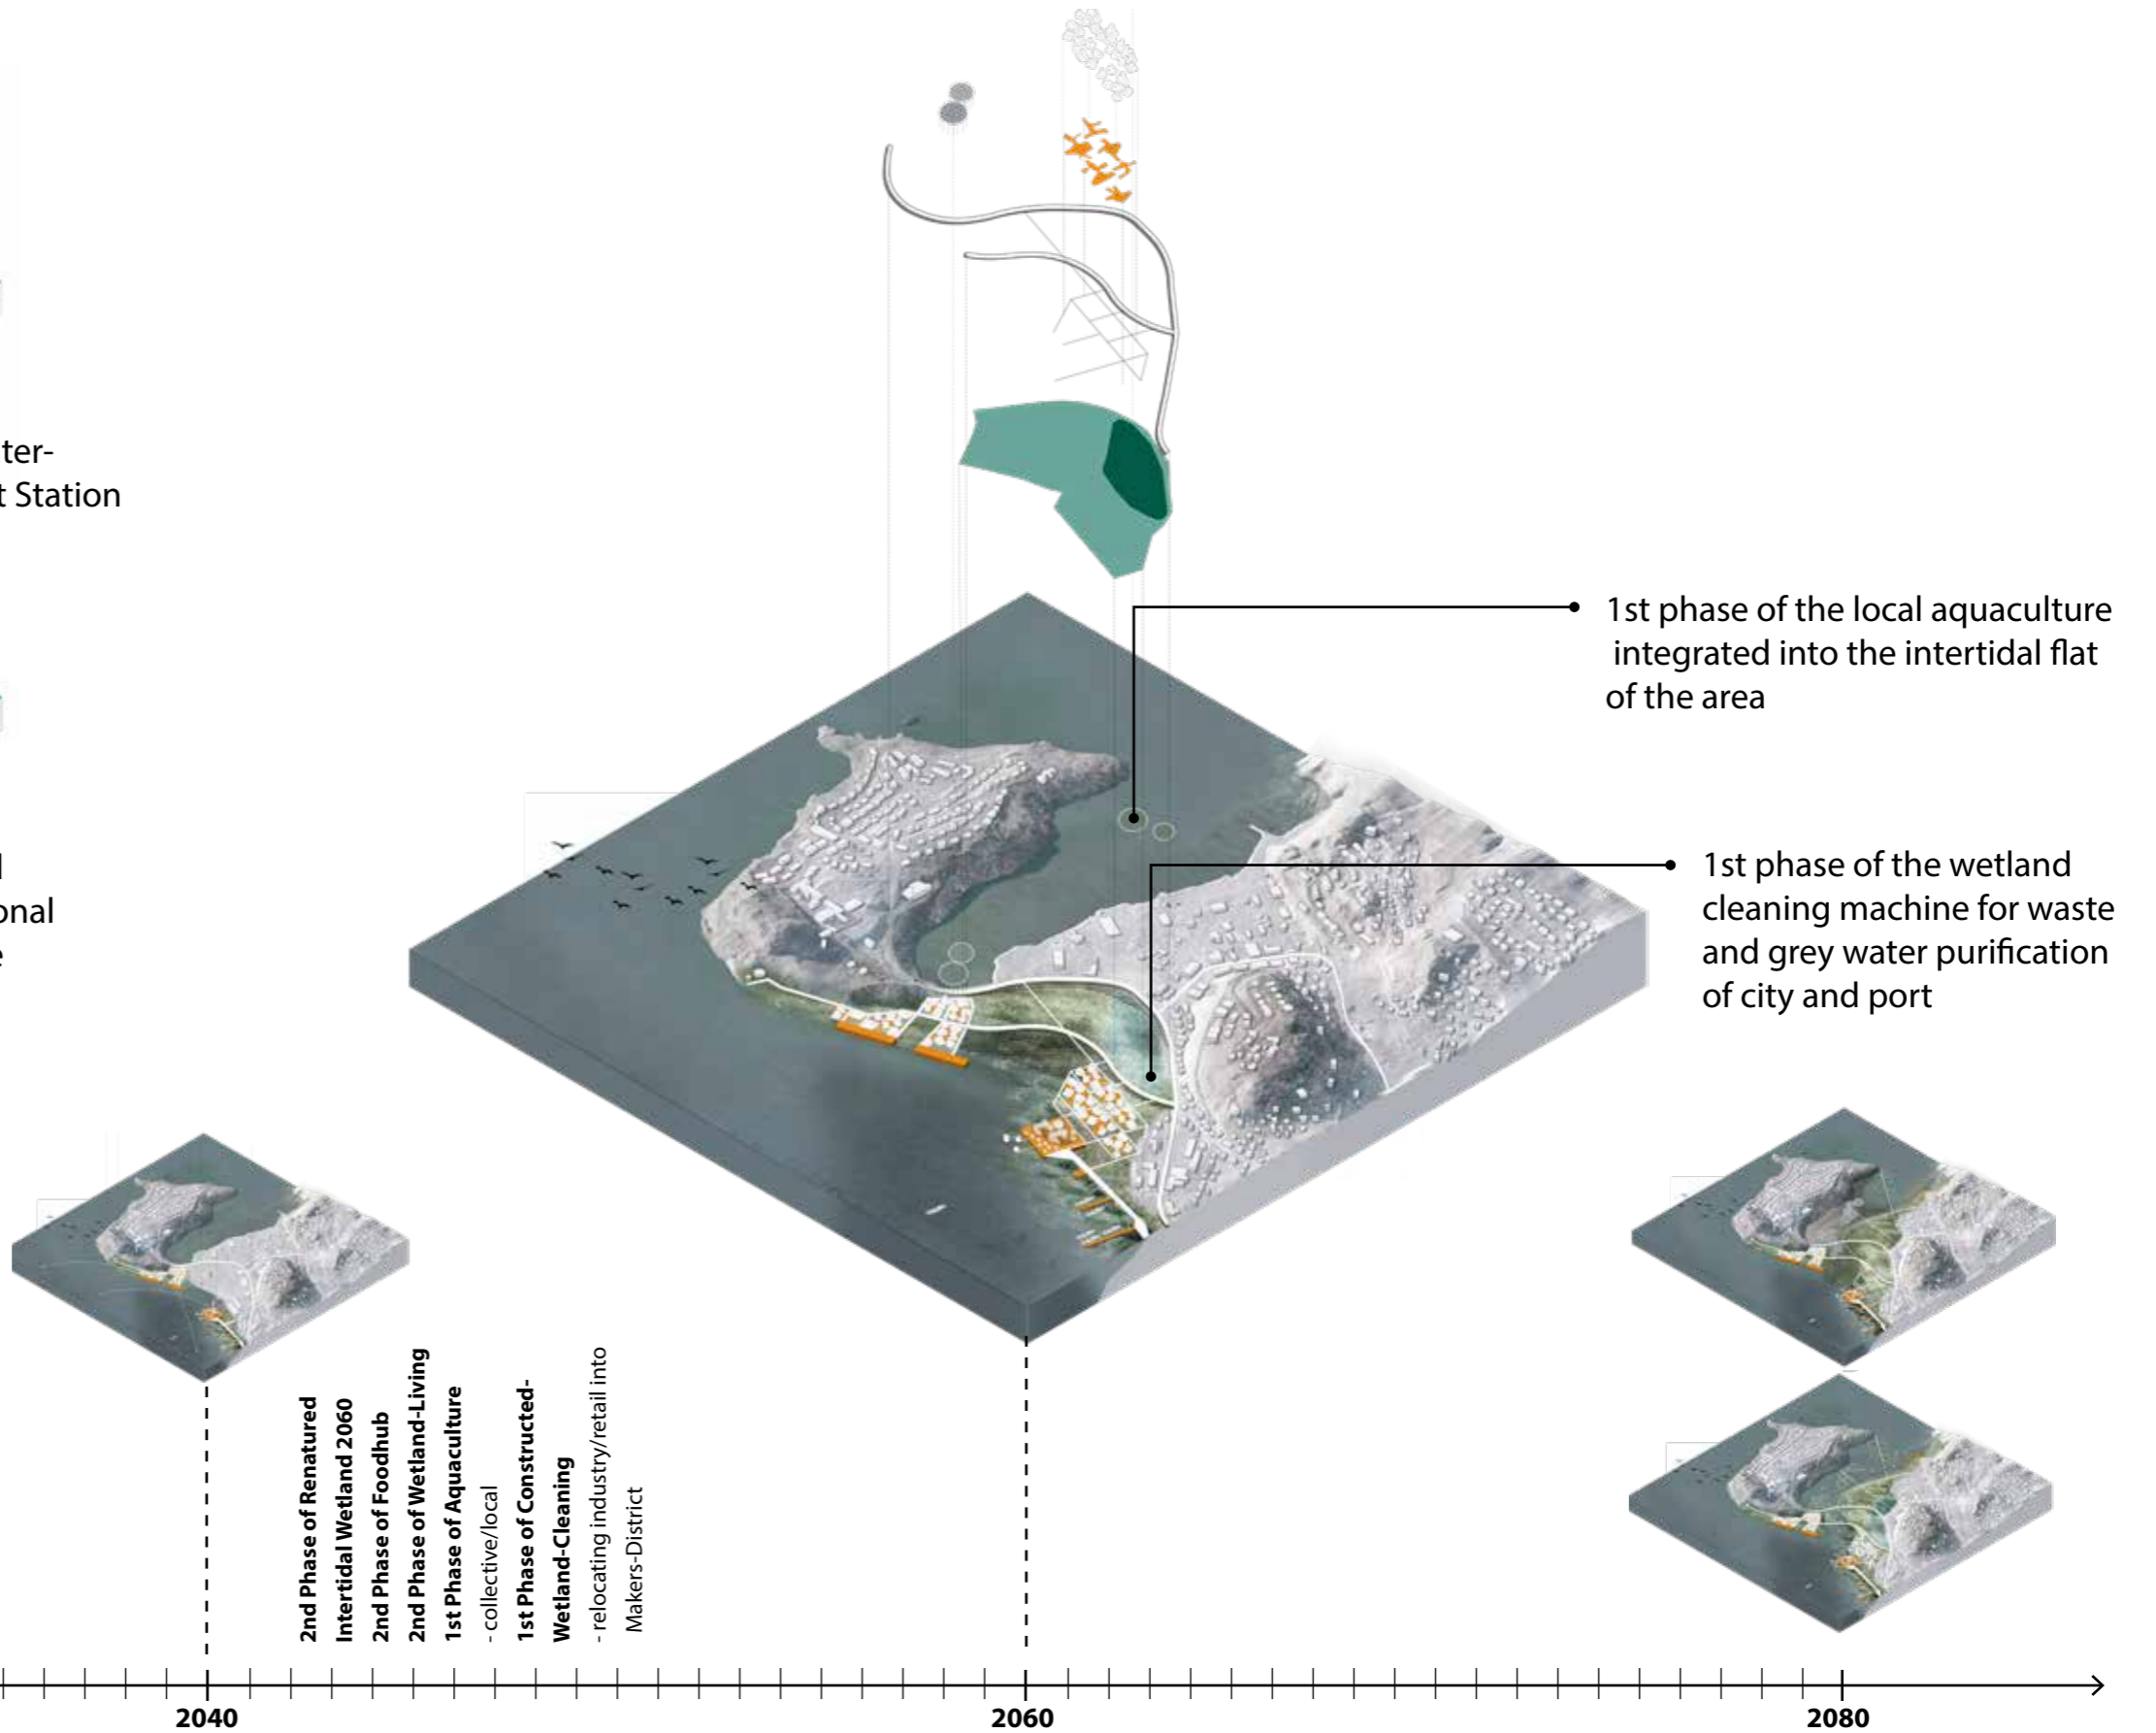 ter-
t Station
onal
1st phase of the local aquaculture
integrated into the intertidal flat
of the area
1st phase of the wetland
cleaning machine for waste
and grey water purification
of city and port
2nd Phase of Renatured
Intertidal Wetland 2060
2nd Phase of Foodhub
2nd Phase of Wetland-Living
1st Phase of Aquaculture
- collective/local
1st Phase of Constructed-
Wetland-Cleaning
- relocating industry/retail into
Makers-District
2040
2060
2080